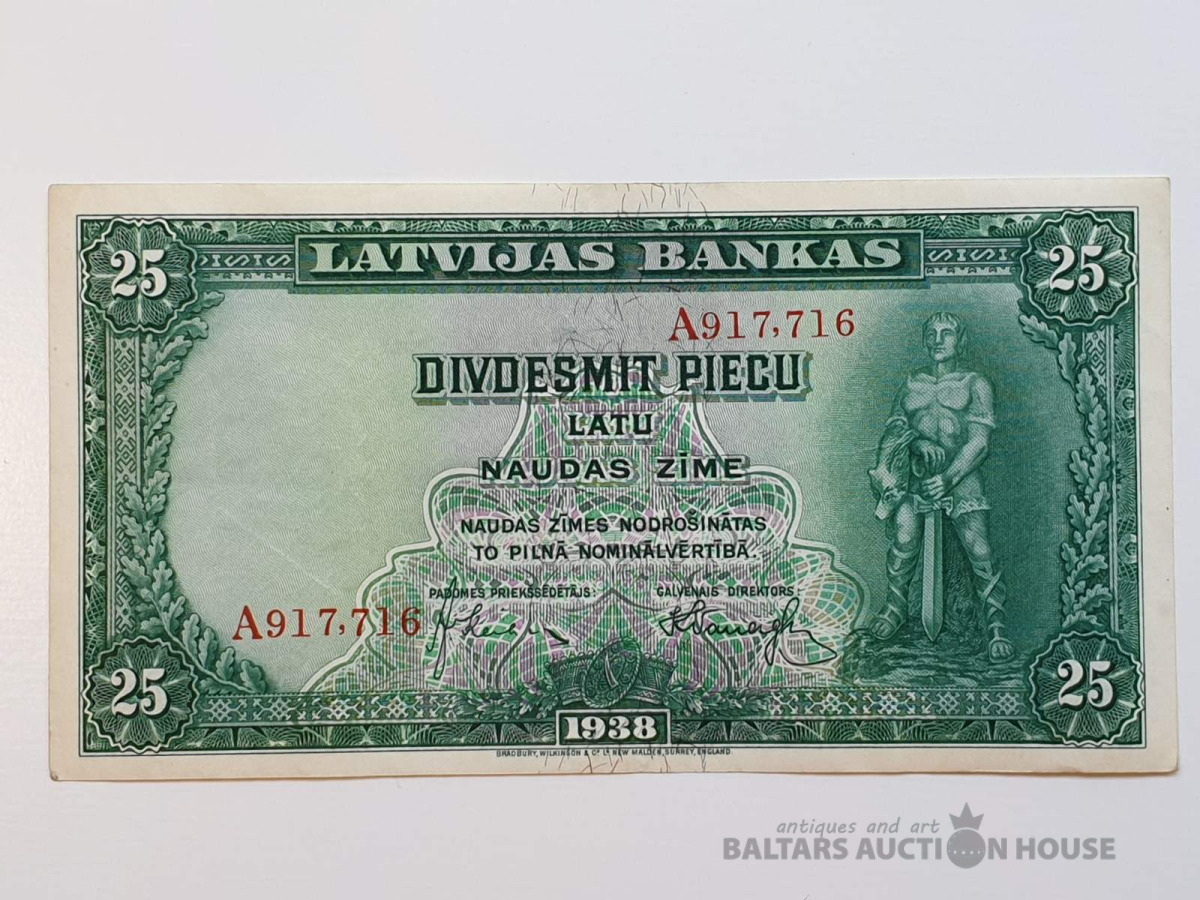 25 LATVIJAS BANKAS 25
A917,716
DIVDESMIT PIECU
LATU
NAUDAS ZĪME
NAUDAS ZĪMES NODROŠINĀTAS
TO PILNĀ NOMINĀLVĒRTĪBĀ.
PADOMES PRIEKŠSĒDĒTĀJS: GALVENAIS DIREKTORS:
A917,716
25 25
1938
BRADBURY, WILKINSON & Cº Lᵈ NEW MALDEN, SURREY, ENGLAND.
antiques and art
BALTARS AUCTION HOUSE